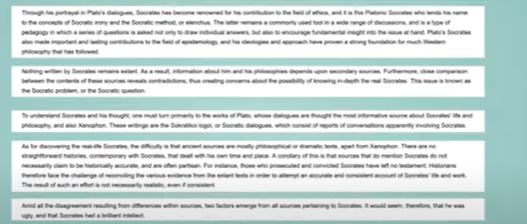 Through his portrayal in Plato's dialogues, Socrates has become renowned for his contribution to the field of ethics, and it is this Platonic Socrates who lends his name
to the concepts of Socratic irony and the Socratic method, or elenchus. The latter remains a commonly used tool in a wide range of discussions, and is a type of
pedagogy in which a series of questions is asked not only to draw individual answers, but also to encourage fundamental insight into the issue at hand. Plato's Socrates
also made important and lasting contributions to the field of epistemology, and his ideologies and approach have proven a strong foundation for much Western
philosophy that has followed.
Nothing written by Socrates remains extant. As a result, information about him and his philosophies depends upon secondary sources. Furthermore, close comparison
between the contents of these sources reveals contradictions, thus creating concerns about the possibility of knowing in-depth the real Socrates. This issue is known as
the Socratic problem, or the Socratic question.
To understand Socrates and his thought, one must turn primarily to the works of Plato, whose dialogues are thought the most informative source about Socrates' life and
philosophy, and also Xenophon. These writings are the Sokratikoi logoi, or Socratic dialogues, which consist of reports of conversations apparently involving Socrates.
As for discovering the real-life Socrates, the difficulty is that ancient sources are mostly philosophical or dramatic texts, apart from Xenophon. There are no
straightforward histories, contemporary with Socrates, that dealt with his own time and place. A corollary of this is that sources that do mention Socrates do not
necessarily claim to be historically accurate, and are often partisan. For instance, those who prosecuted and convicted Socrates have left no testament. Historians
therefore face the challenge of reconciling the various evidence from the extant texts in order to attempt an accurate and consistent account of Socrates' life and work.
The result of such an effort is not necessarily realistic, even if consistent.
Amid all the disagreement resulting from differences within sources, two factors emerge from all sources pertaining to Socrates. It would seem, therefore, that he was
ugly, and that Socrates had a brilliant intellect.